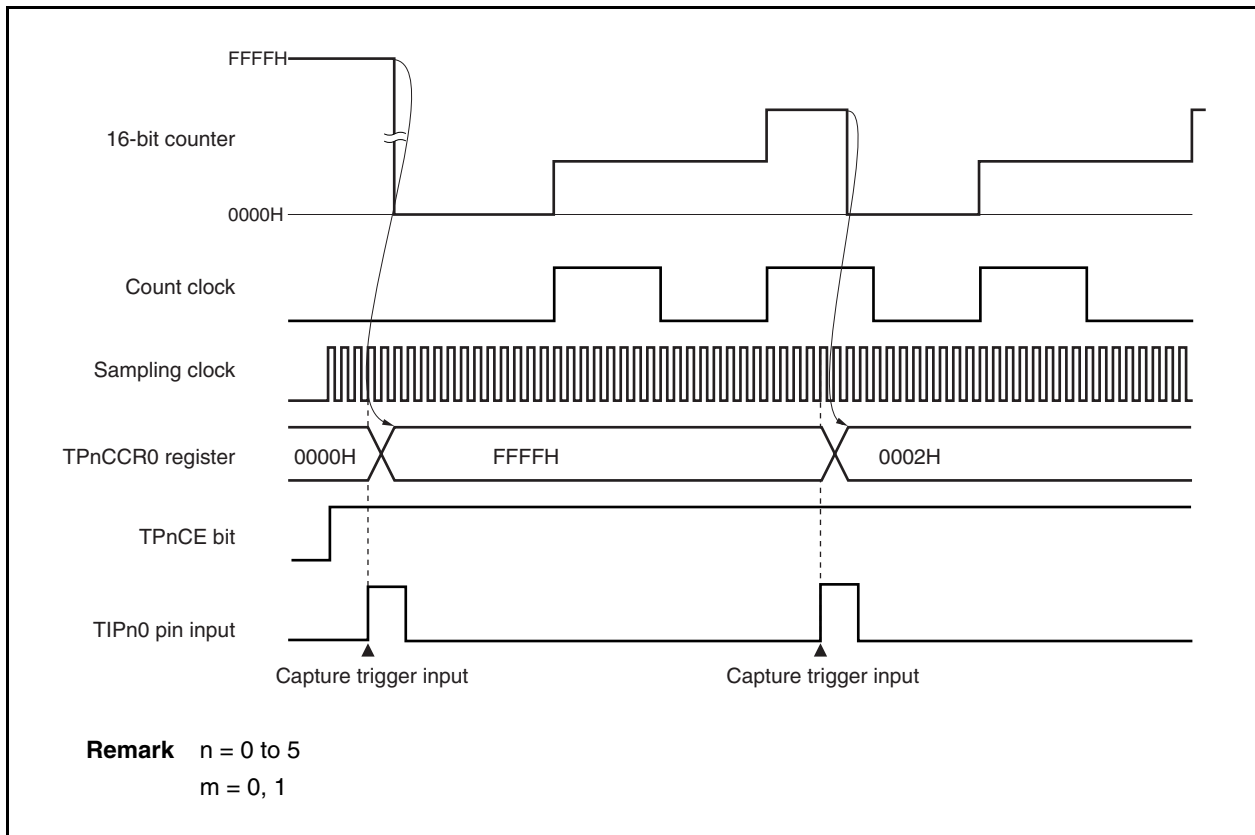 FFFFH
16-bit counter
0000H
Count clock
Sampling clock
TPnCCR0 register
0000H
FFFFH
0002H
TPnCE bit
TIPn0 pin input
Capture trigger input
Capture trigger input
Remark n = 0 to 5
m = 0, 1